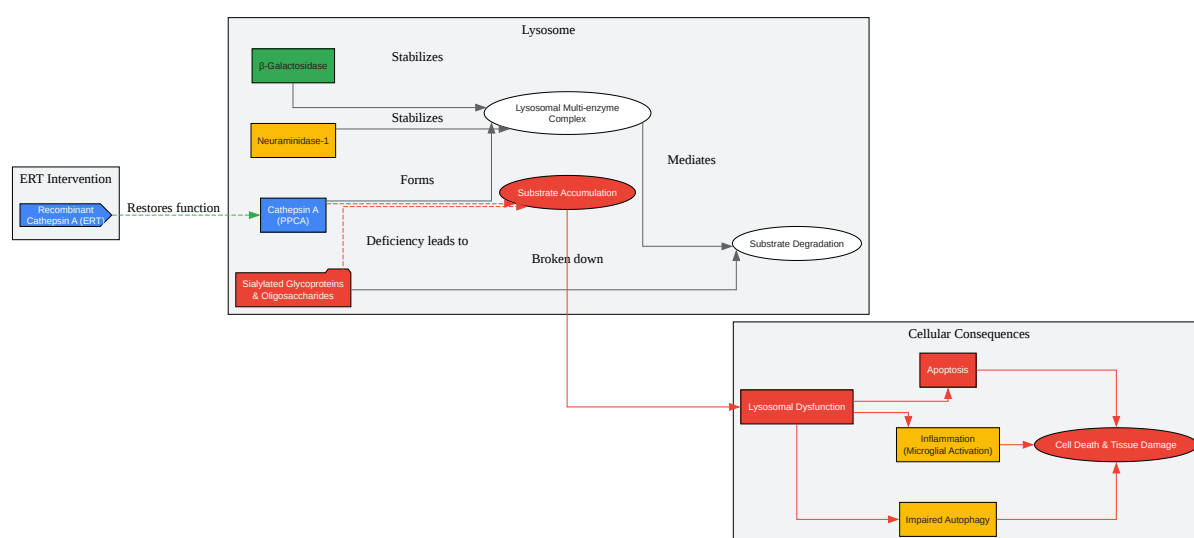 Lysosome
β-Galactosidase
Stabilizes
Lysosomal Multi-enzyme
Complex
Stabilizes
Neuraminidase-1
Mediates
ERT Intervention
Recombinant
Cathepsin A (ERT)
Restores function
Forms
Cathepsin A
(PPCA)
Substrate Accumulation
Deficiency leads to
Substrate Degradation
Broken down
Sialylated Glycoproteins
& Oligosaccharides
Cellular Consequences
Apoptosis
Lysosomal Dysfunction
Inflammation
(Microglial Activation)
Cell Death & Tissue Damage
Impaired Autophagy